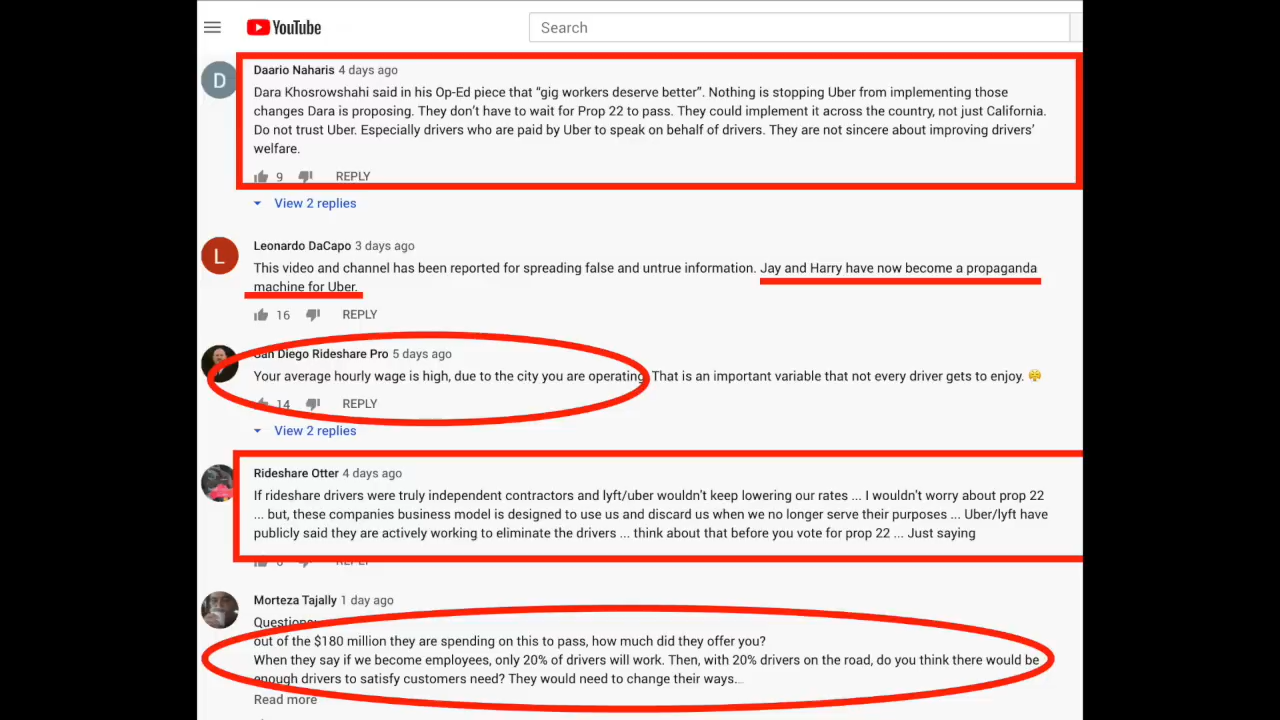 YouTube
Search
D
Daario Naharis 4 days ago
Dara Khosrowshahi said in his Op-Ed piece that “gig workers deserve better”. Nothing is stopping Uber from implementing those
changes Dara is proposing. They don’t have to wait for Prop 22 to pass. They could implement it across the country, not just California.
Do not trust Uber. Especially drivers who are paid by Uber to speak on behalf of drivers. They are not sincere about improving drivers’
welfare.
9 REPLY
View 2 replies
L
Leonardo DaCapo 3 days ago
This video and channel has been reported for spreading false and untrue information. Jay and Harry have now become a propaganda
machine for Uber.
16 REPLY
San Diego Rideshare Pro 5 days ago
Your average hourly wage is high, due to the city you are operating. That is an important variable that not every driver gets to enjoy. 😤
14 REPLY
View 2 replies
Rideshare Otter 4 days ago
If rideshare drivers were truly independent contractors and lyft/uber wouldn't keep lowering our rates ... I wouldn't worry about prop 22
... but, these companies business model is designed to use us and discard us when we no longer serve their purposes ... Uber/lyft have
publicly said they are actively working to eliminate the drivers ... think about that before you vote for prop 22 ... Just saying
REPLY
Morteza Tajally 1 day ago
Questions:
out of the $180 million they are spending on this to pass, how much did they offer you?
When they say if we become employees, only 20% of drivers will work. Then, with 20% drivers on the road, do you think there would be
enough drivers to satisfy customers need? They would need to change their ways...
Read more